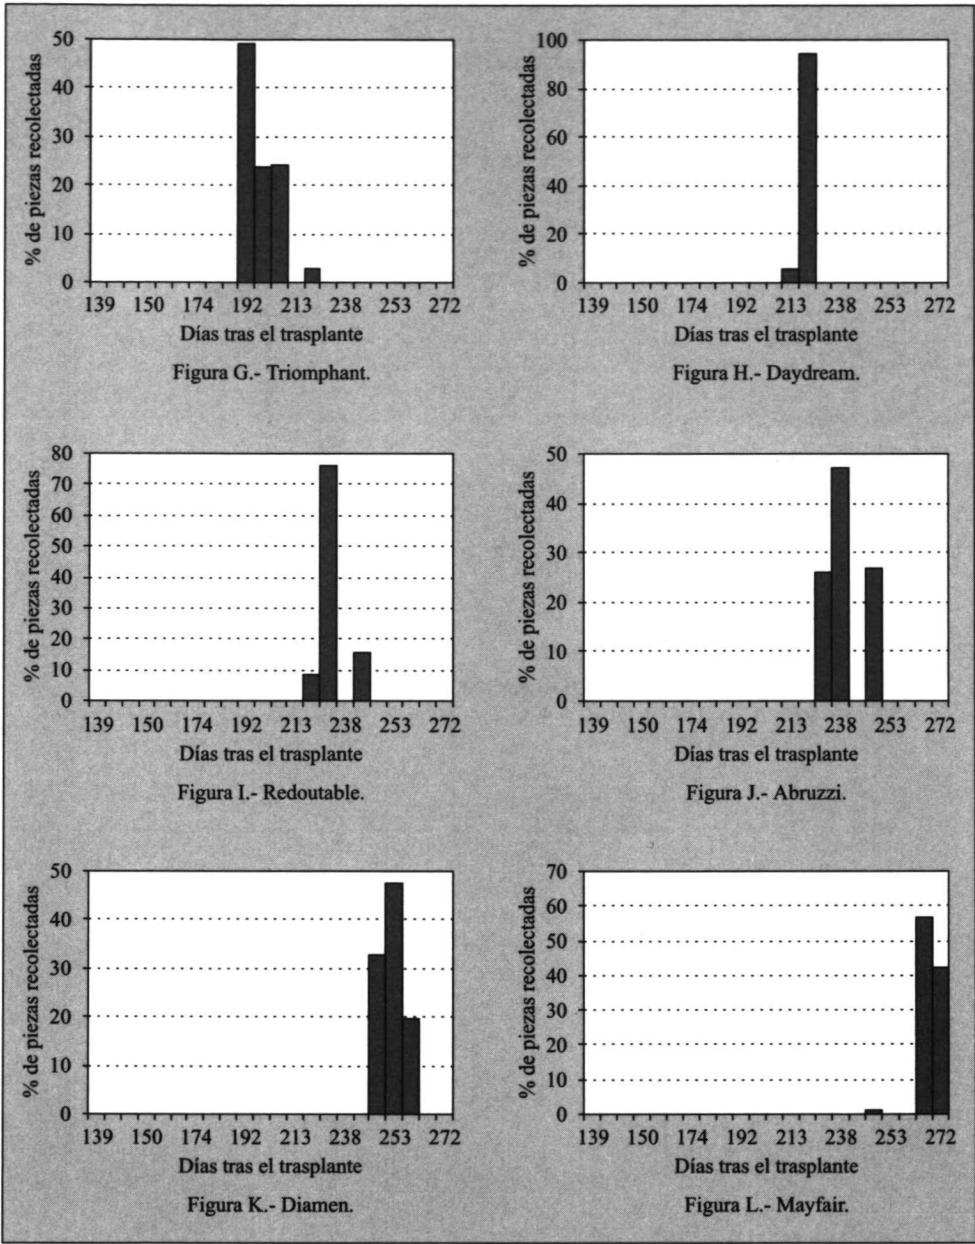 % de piezas recolectadas
50
40
30
20
10
0
139 150 174 192 213 238 253 272
Días tras el trasplante
Figura G.- Triomphant.
% de piezas recolectadas
100
80
60
40
20
0
139 150 174 192 213 238 253 272
Días tras el trasplante
Figura H.- Daydream.
% de piezas recolectadas
80
70
60
50
40
30
20
10
0
139 150 174 192 213 238 253 272
Días tras el trasplante
Figura I.- Redoutable.
% de piezas recolectadas
50
40
30
20
10
0
139 150 174 192 213 238 253 272
Días tras el trasplante
Figura J.- Abruzzi.
% de piezas recolectadas
50
40
30
20
10
0
139 150 174 192 213 238 253 272
Días tras el trasplante
Figura K.- Diamen.
% de piezas recolectadas
70
60
50
40
30
20
10
0
139 150 174 192 213 238 253 272
Días tras el trasplante
Figura L.- Mayfair.